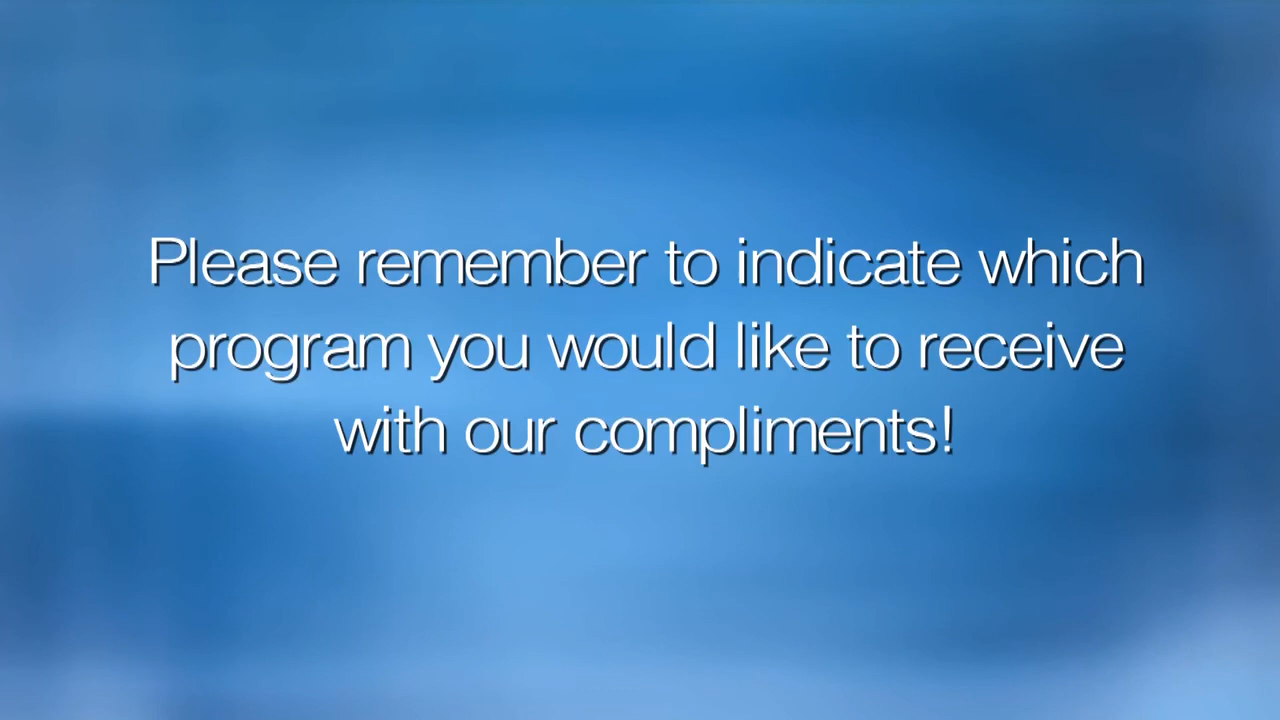 Please remember to indicate which
program you would like to receive
with our compliments!